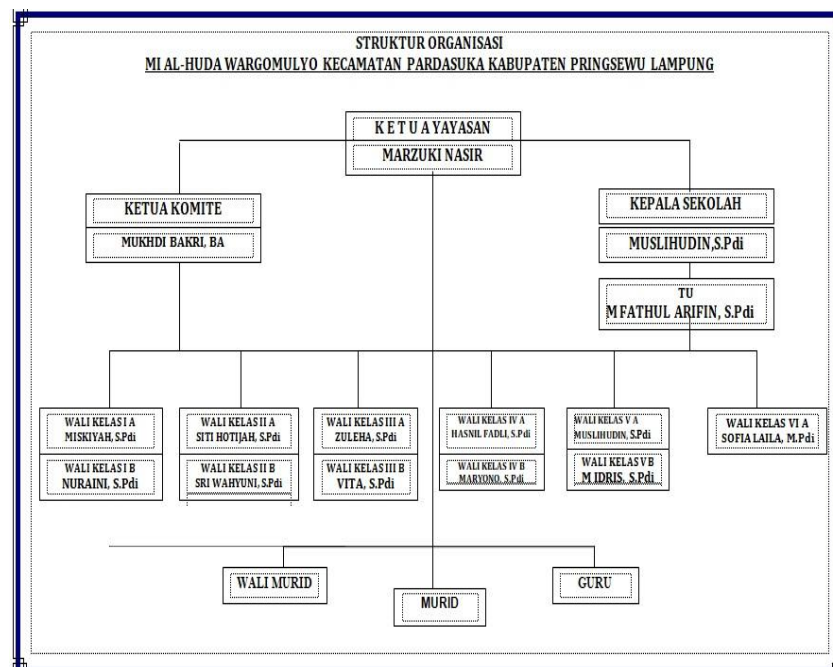 STRUKTUR ORGANISASI
MI AL-HUDA WARGOMULYO KECAMATAN PARDASUKA KABUPATEN PRINGSEWU LAMPUNG
K E T U A YAYASAN
MARZUKI NASIR
KETUA KOMITE
MUKHDI BAKRI, BA
KEPALA SEKOLAH
MUSLIHUDIN,S.Pdi
TU
M FATHUL ARIFIN, S.Pdi
WALI KELAS I A
MISKIYAH, S.Pdi
WALI KELAS I B
NURAINI, S.Pdi
WALI KELAS II A
SITI HOTIJAH, S.Pdi
WALI KELAS II B
SRI WAHYUNI, S.Pdi
WALI KELAS III A
ZULEHA, S.Pdi
WALI KELAS III B
VITA, S.Pdi
WALI KELAS IV A
HASNIL FADLI, S.Pdi
WALI KELAS IV B
MARYONO, S.Pdi
WALI KELAS V A
MUSLIHUDIN, S.Pdi
WALI KELAS V B
M IDRIS, S.Pdi
WALI KELAS VI A
SOFIA LAILA, M.Pdi
WALI MURID
MURID
GURU